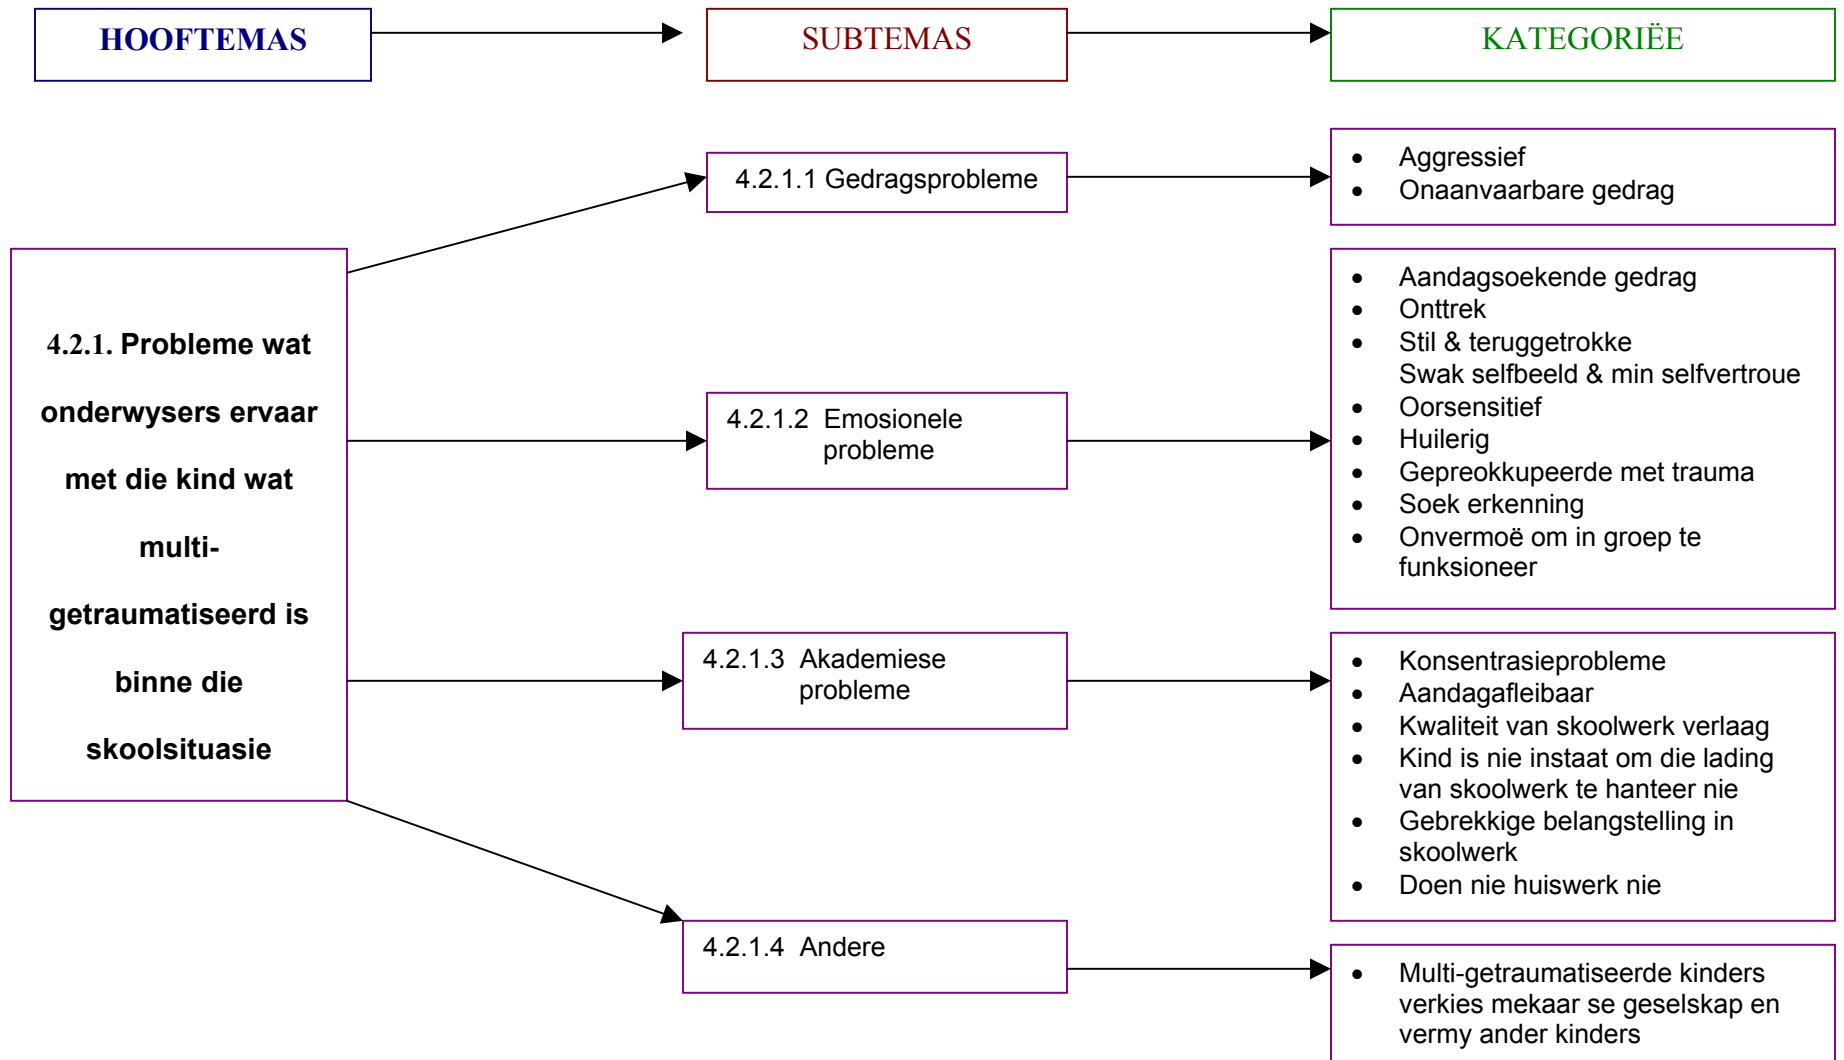 HOOFTEMAS
SUBTEMAS
KATEGORIËE
4.2.1. Probleme wat
onderwysers ervaar
met die kind wat
multi-
getraumatiseerd is
binne die
skoolsituasie
4.2.1.1 Gedragsprobleme
• Aggressief
• Onaanvaarbare gedrag
4.2.1.2 Emosionele
probleme
• Aandagsoekende gedrag
• Onttrek
• Stil & teruggetrokke
Swak selfbeeld & min selfvertroue
• Oorsensitief
• Huilerig
• Gepreokkupeerde met trauma
• Soek erkenning
• Onvermoë om in groep te
funksioneer
4.2.1.3 Akademiese
probleme
• Konsentrasieprobleme
• Aandagafleibaar
• Kwaliteit van skoolwerk verlaag
• Kind is nie instaat om die lading
van skoolwerk te hanteer nie
• Gebrekkige belangstelling in
skoolwerk
• Doen nie huiswerk nie
4.2.1.4 Andere
• Multi-getraumatiseerde kinders
verkies mekaar se geselskap en
vermy ander kinders